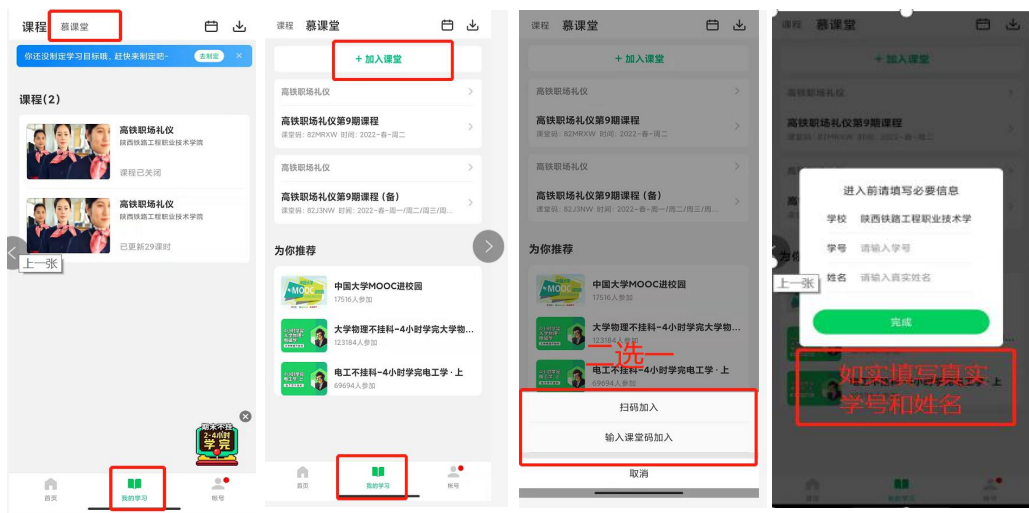 课程 慕课堂
你还没制定学习目标哦，赶快来制定吧~ 去制定 ×
课程(2)
高铁职场礼仪
陕西铁路工程职业技术学院
课程已关闭
高铁职场礼仪
陕西铁路工程职业技术学院
已更新29课时
上一张
期末不挂
2-4小时
学完
首页 我的学习 账号
课程 慕课堂
+ 加入课堂
高铁职场礼仪
高铁职场礼仪第9期课程
课堂码: 82MRXW 时间: 2022-春-周二
高铁职场礼仪
高铁职场礼仪第9期课程（备）
课堂码: 82J3NW 时间: 2022-春-周一/周二/周三/周...
为你推荐
MOOC
中国大学MOOC进校园
17516人参加
大学物理不挂科-4小时学完大学物...
123184人参加
电工不挂科-4小时学完电工学·上
69694人参加
首页 我的学习 帐号
课程 慕课堂
+ 加入课堂
高铁职场礼仪
高铁职场礼仪第9期课程
课堂码: 82MRXW 时间: 2022-春-周二
高铁职场礼仪
高铁职场礼仪第9期课程（备）
课堂码: 82J3NW 时间: 2022-春-周一/周二/周三/周...
为你推荐
MOOC
中国大学MOOC进校园
17516人参加
大学物理不挂科-4小时学完大学物...
123184人参加
二选一
电工不挂科-4小时学完电工学·上
69694人参加
扫码加入
输入课堂码加入
取消
课程 慕课堂
+ 加入课堂
高铁职场礼仪
高铁职场礼仪第9期课程
进入前请填写必要信息
学校 陕西铁路工程职业技术学
学号 请输入学号
姓名 请输入真实姓名
完成
上一张
如实填写真实
学号和姓名
首页 我的学习 帐号